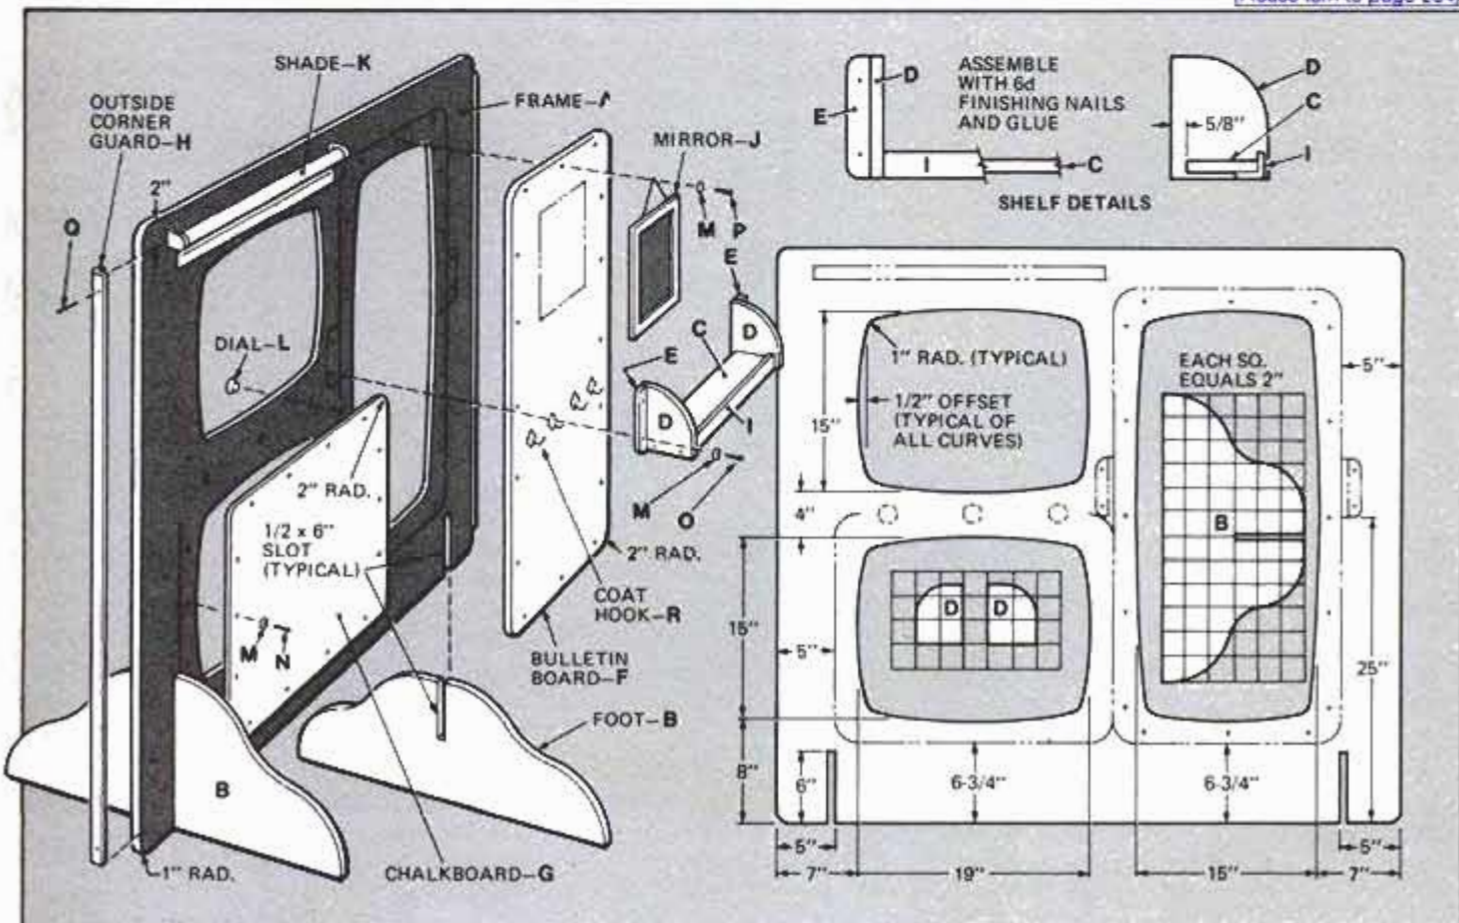 SHADE–K
OUTSIDE
CORNER
GUARD–H
FRAME–A
MIRROR–J
2"
Q
M
P
E
DIAL–L
C
D
E
D
I
2" RAD.
1/2 x 6"
SLOT
(TYPICAL)
M
O
2" RAD.
COAT
HOOK–R
M
N
BULLETIN
BOARD–F
FOOT–B
B
1" RAD.
CHALKBOARD–G
D
E
ASSEMBLE
WITH 6d
FINISHING NAILS
AND GLUE
I
C
D
C
5/8"
I
SHELF DETAILS
1" RAD. (TYPICAL)
1/2" OFFSET
(TYPICAL OF
ALL CURVES)
15"
EACH SQ.
EQUALS 2"
5"
4"
B
D
D
15"
5"
25"
8"
6"
6-3/4"
6-3/4"
5"
5"
7"
19"
15"
7"